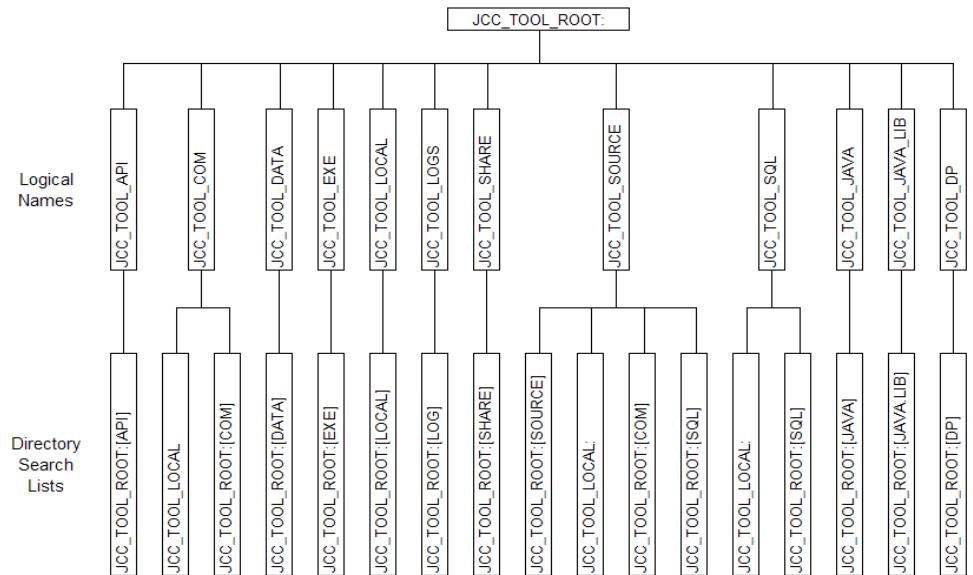 JCC_TOOL_ROOT:
Logical
Names
JCC_TOOL_API
JCC_TOOL_COM
JCC_TOOL_DATA
JCC_TOOL_EXE
JCC_TOOL_LOCAL
JCC_TOOL_LOGS
JCC_TOOL_SHARE
JCC_TOOL_SOURCE
JCC_TOOL_SQL
JCC_TOOL_JAVA
JCC_TOOL_JAVA_LIB
JCC_TOOL_DP
Directory
Search
Lists
JCC_TOOL_ROOT:[API]
JCC_TOOL_LOCAL
JCC_TOOL_ROOT:[COM]
JCC_TOOL_ROOT:[DATA]
JCC_TOOL_ROOT:[EXE]
JCC_TOOL_ROOT:[LOCAL]
JCC_TOOL_ROOT:[LOG]
JCC_TOOL_ROOT:[SHARE]
JCC_TOOL_ROOT:[SOURCE]
JCC_TOOL_LOCAL:
JCC_TOOL_ROOT:[COM]
JCC_TOOL_ROOT:[SQL]
JCC_TOOL_LOCAL:
JCC_TOOL_ROOT:[SQL]
JCC_TOOL_ROOT:[JAVA]
JCC_TOOL_ROOT:[JAVA.LIB]
JCC_TOOL_ROOT:[DP]